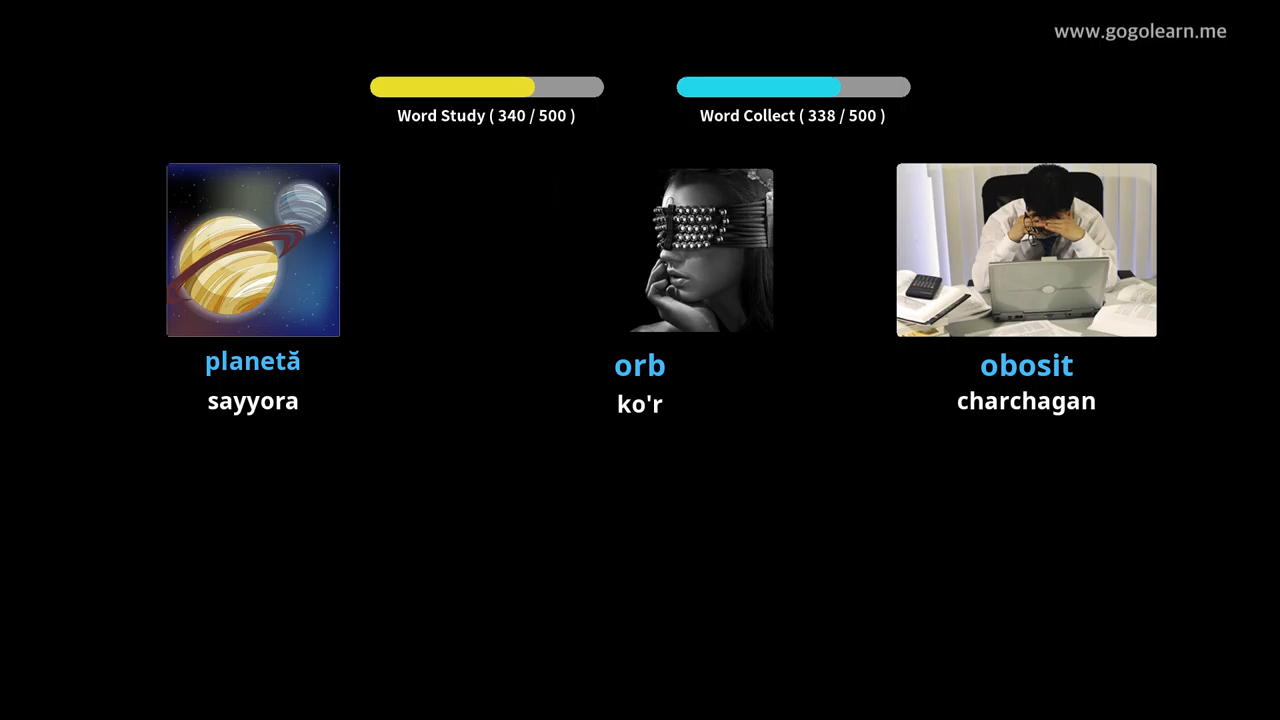 www.gogolearn.me
Word Study ( 340 / 500 )
Word Collect ( 338 / 500 )
planetă
sayyora
orb
ko'r
obosit
charchagan